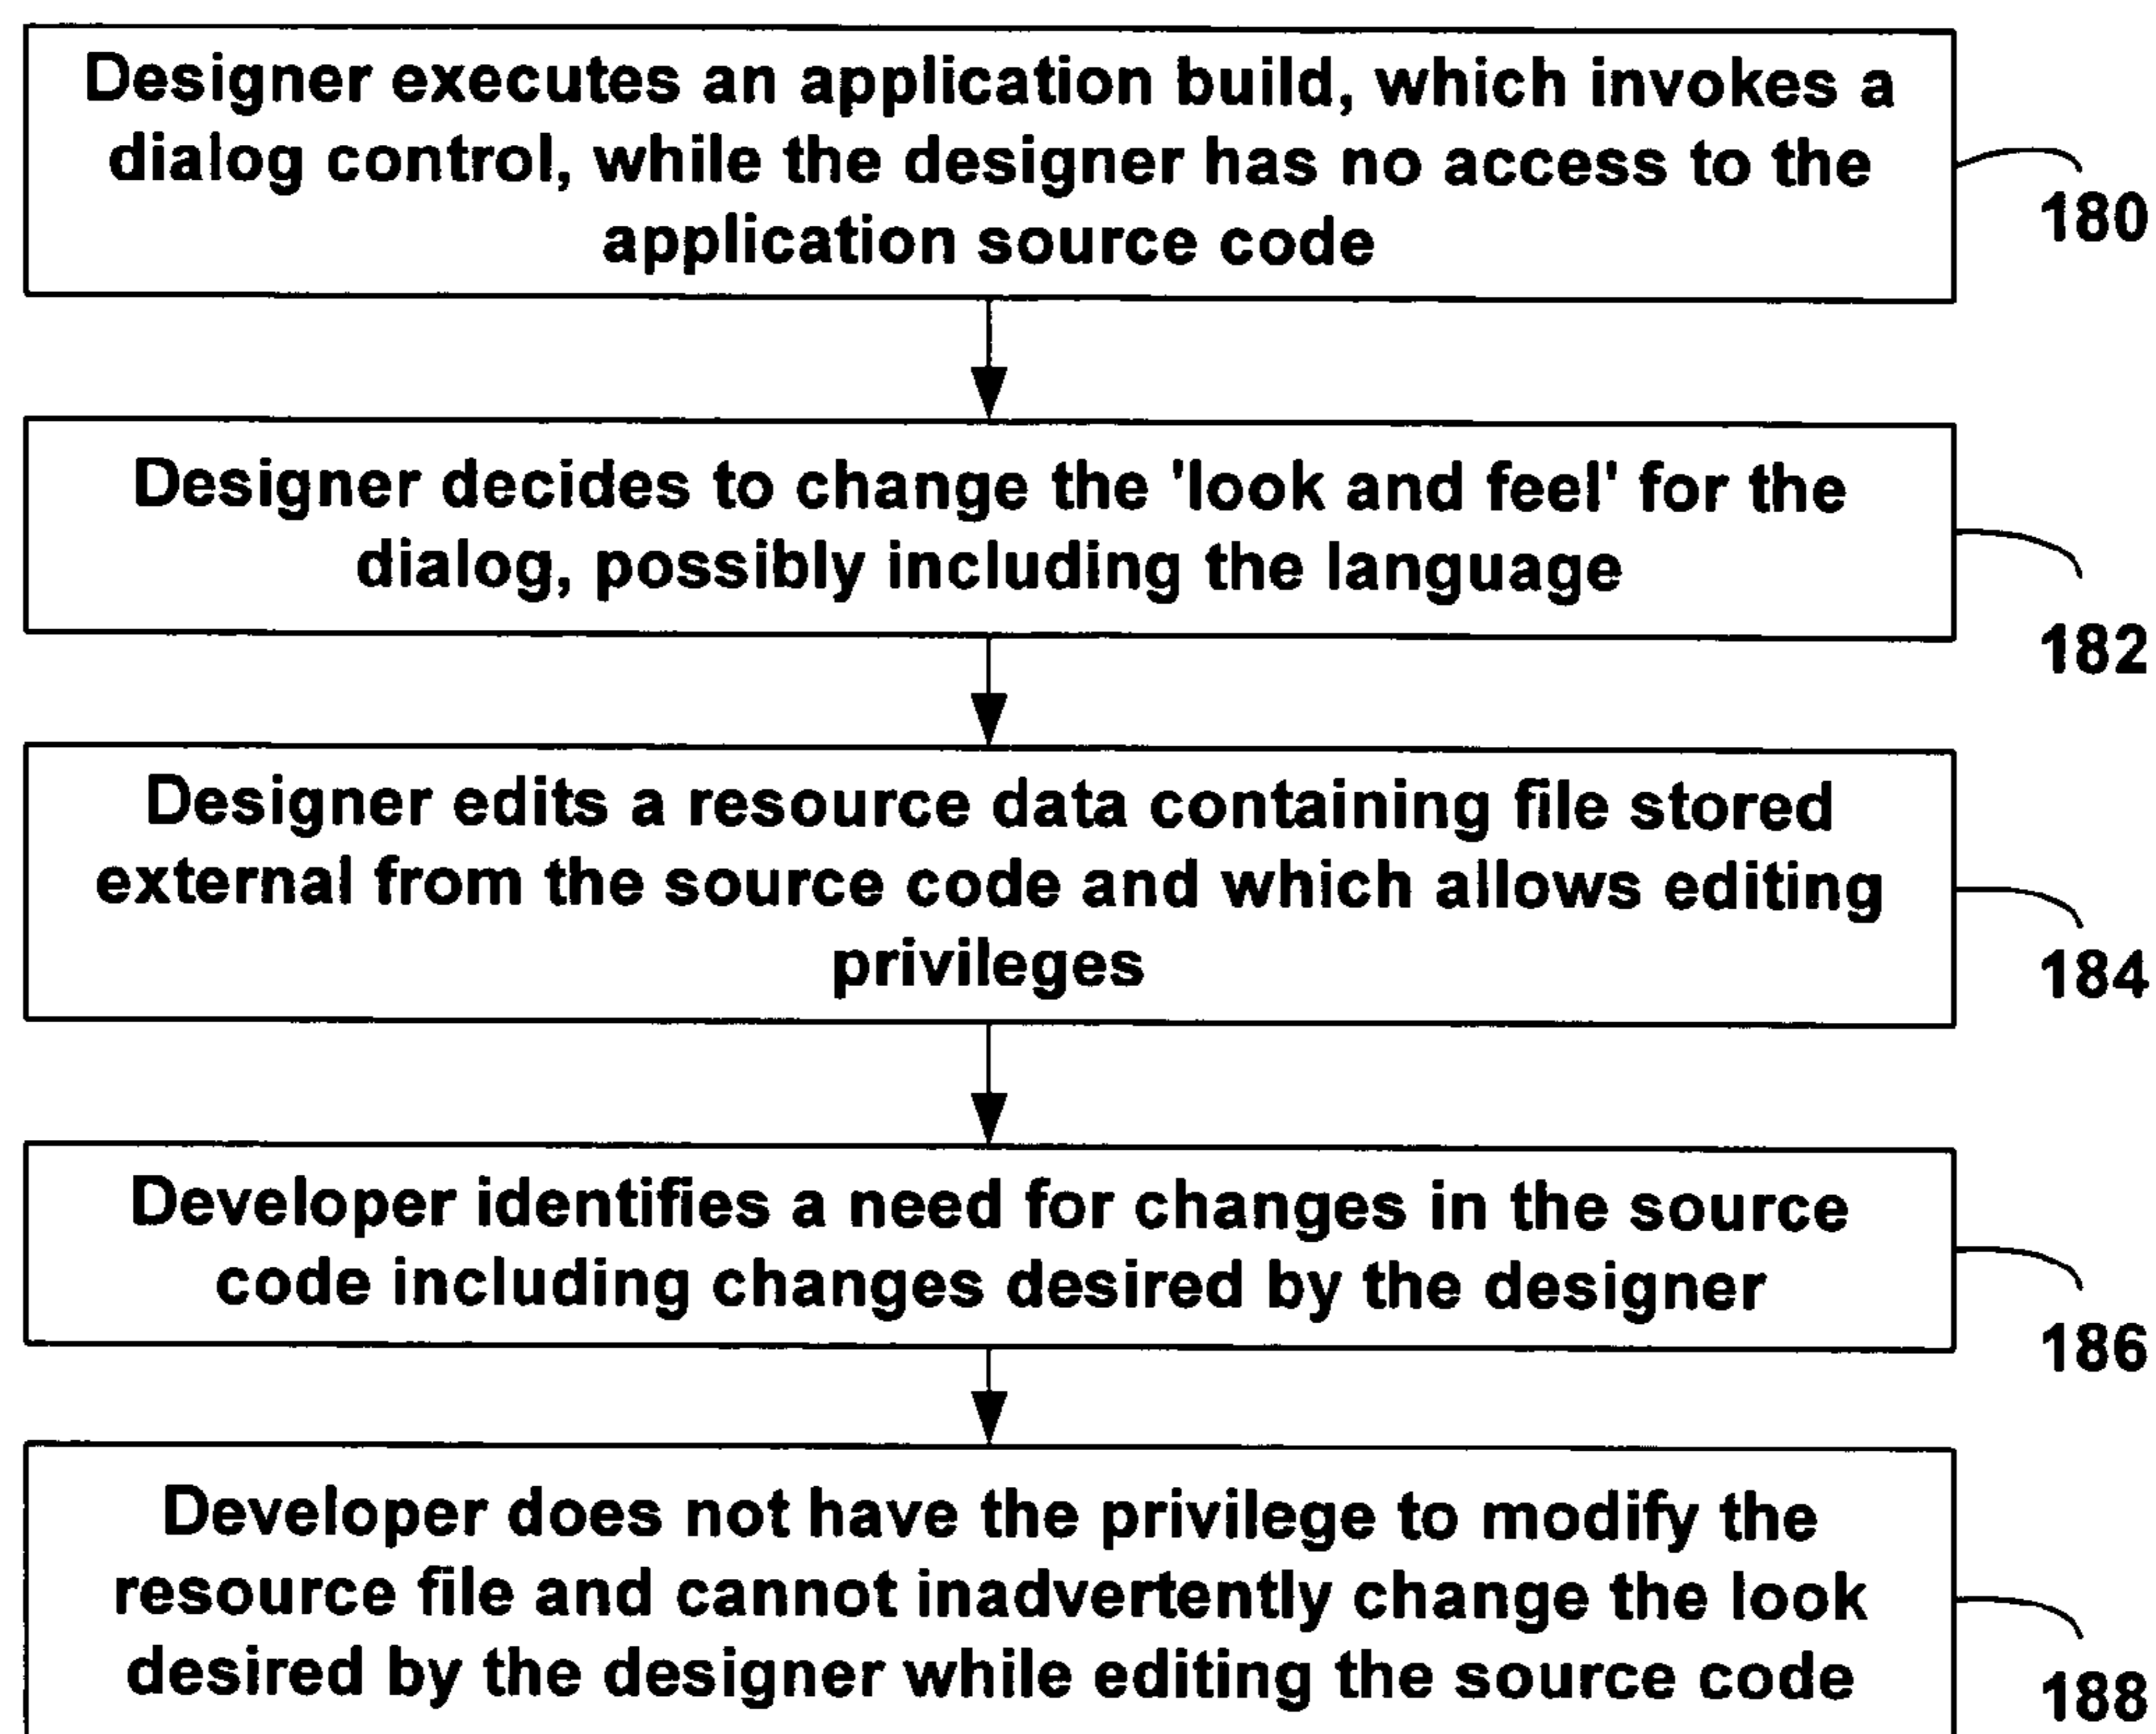 Designer executes an application build, which invokes a
dialog control, while the designer has no access to the
application source code
180
Designer decides to change the 'look and feel' for the
dialog, possibly including the language
182
Designer edits a resource data containing file stored
external from the source code and which allows editing
privileges
184
Developer identifies a need for changes in the source
code including changes desired by the designer
186
Developer does not have the privilege to modify the
resource file and cannot inadvertently change the look
desired by the designer while editing the source code
188